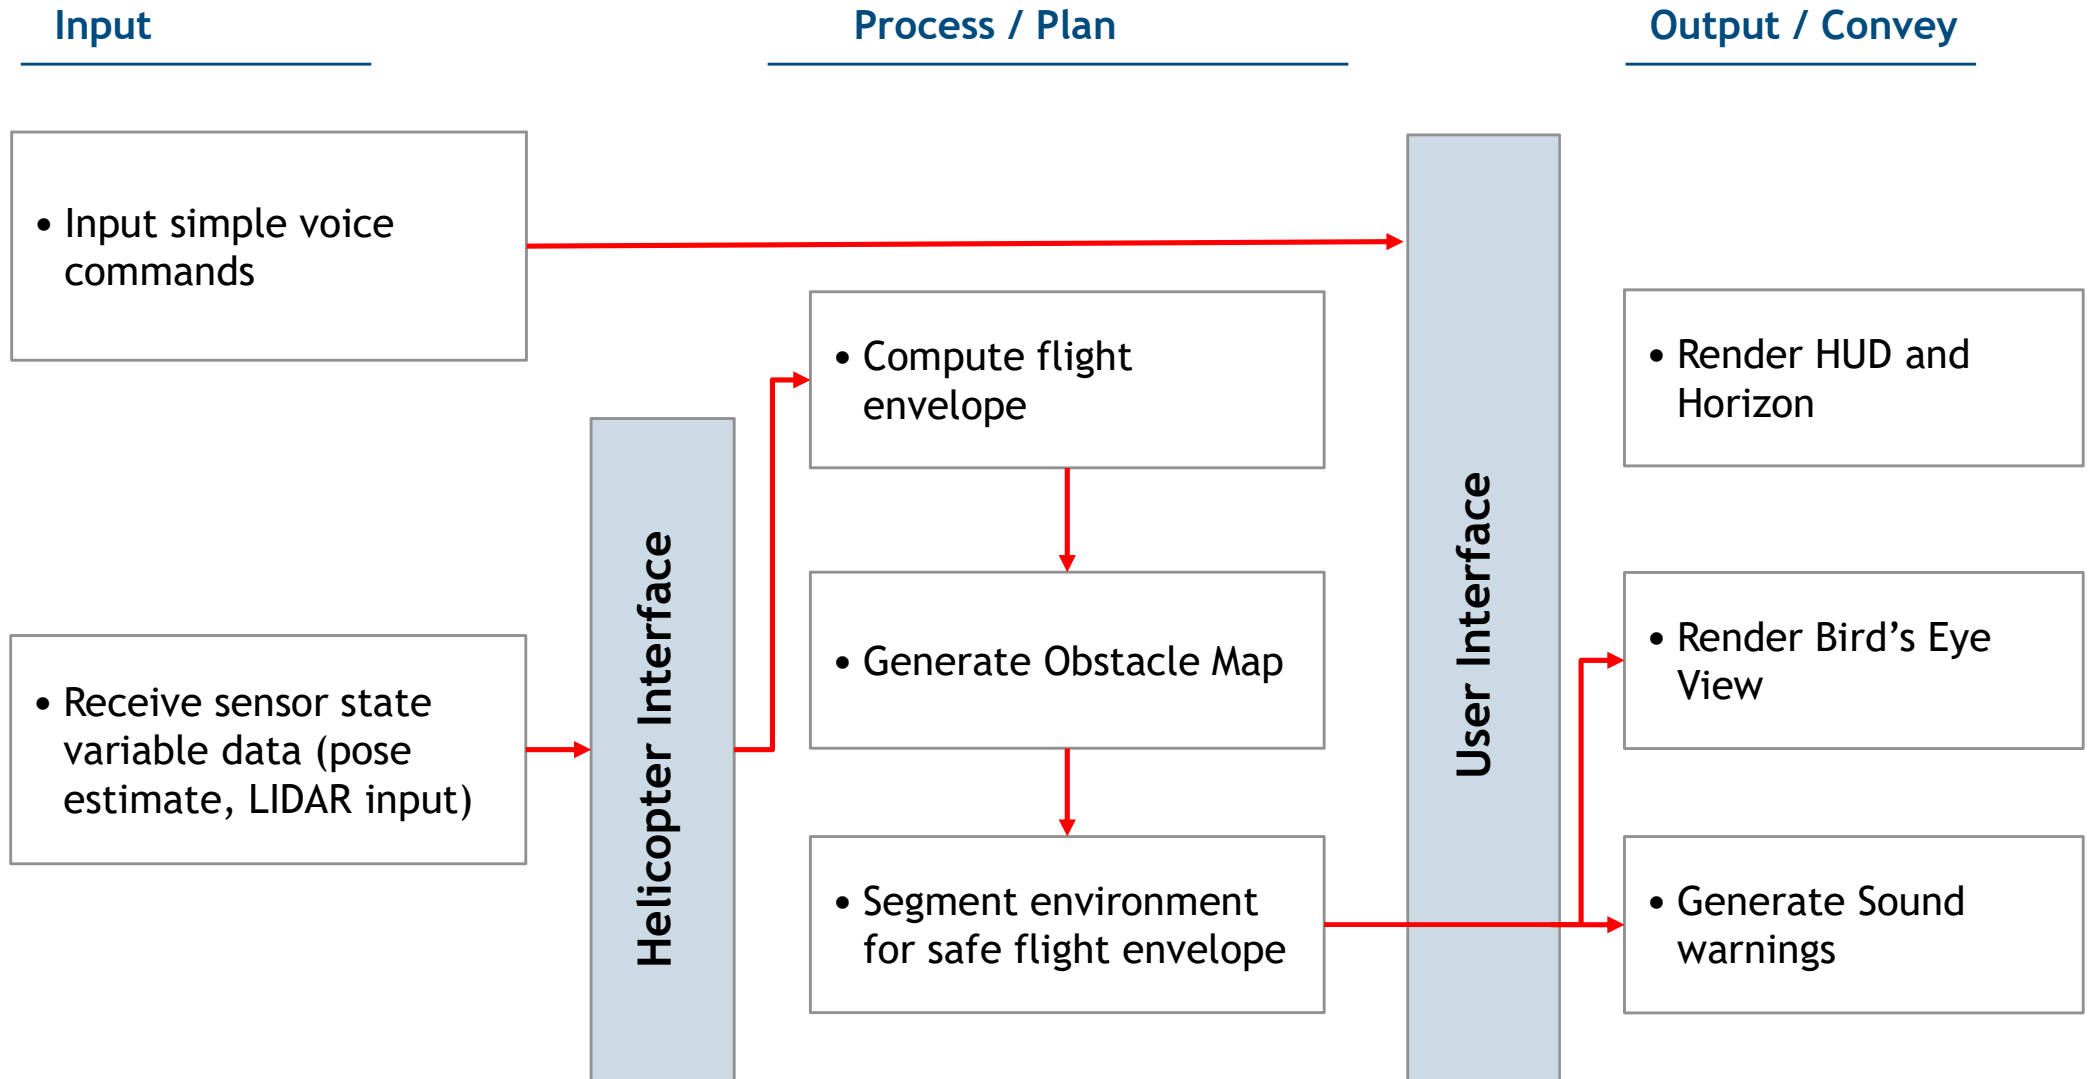 Input
Process / Plan
Output / Convey
• Input simple voice
commands
• Receive sensor state
variable data (pose
estimate, LIDAR input)
Helicopter Interface
• Compute flight
envelope
• Generate Obstacle Map
• Segment environment
for safe flight envelope
User Interface
• Render HUD and
Horizon
• Render Bird’s Eye
View
• Generate Sound
warnings